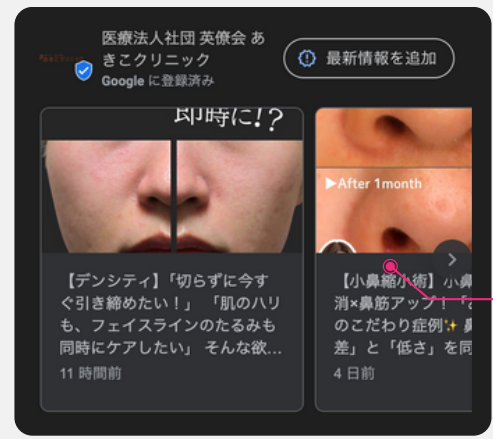 医療法人社団 英僚会 あ
きこクリニック
Google に登録済み
最新情報を追加
即時に!?
【デンシティ】「切らずに今す
ぐ引き締めたい！」 「肌のハリ
も、フェイスラインのたるみも
同時にケアしたい」 そんな欲...
11 時間前
▶After 1month
【小鼻縮小術】小鼻
消×鼻筋アップ！
のこだわり症例✨ 鼻
差」と「低さ」を同
4 日前